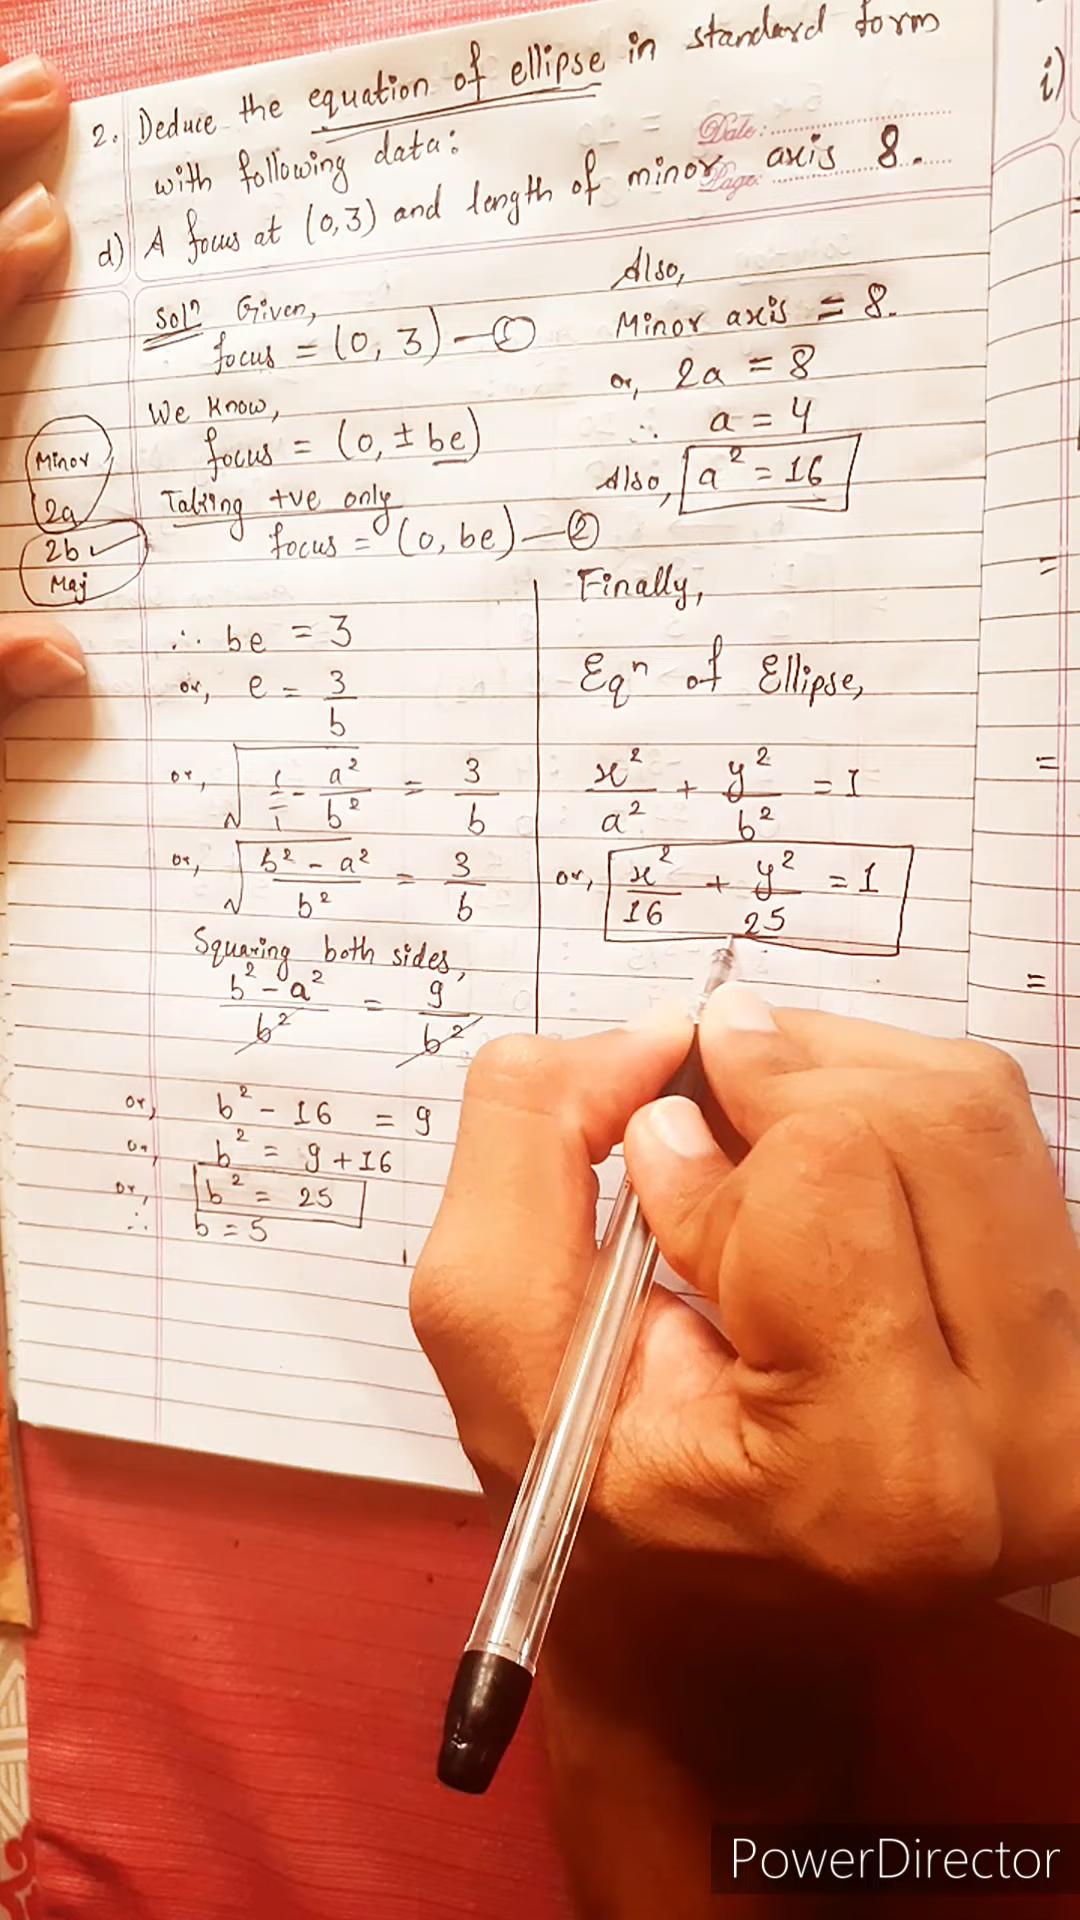 2. Deduce the equation of ellipse in standard form
with following data:
Date:
Page:
d) A focus at (0,3) and length of minor axis 8.
i)
Solⁿ Given,
focus = (0, 3) — ①
We know,
focus = (0, ± be)
Taking +ve only
focus = (0, be) — ②
Minor
2a
2b ✓
Maj
∴ be = 3
or, e = 3/b
or, √(1/1 - a²/b²) = 3/b
or, √((b² - a²)/b²) = 3/b
Squaring both sides,
(b² - a²)/b² = 9/b²
or, b² - 16 = 9
or, b² = 9 + 16
or, b² = 25
∴ b = 5
Also,
Minor axis = 8.
or, 2a = 8
∴ a = 4
Also, a² = 16
Finally,
Eqⁿ of Ellipse,
x²/a² + y²/b² = 1
or, x²/16 + y²/25 = 1
=
=
=
PowerDirector